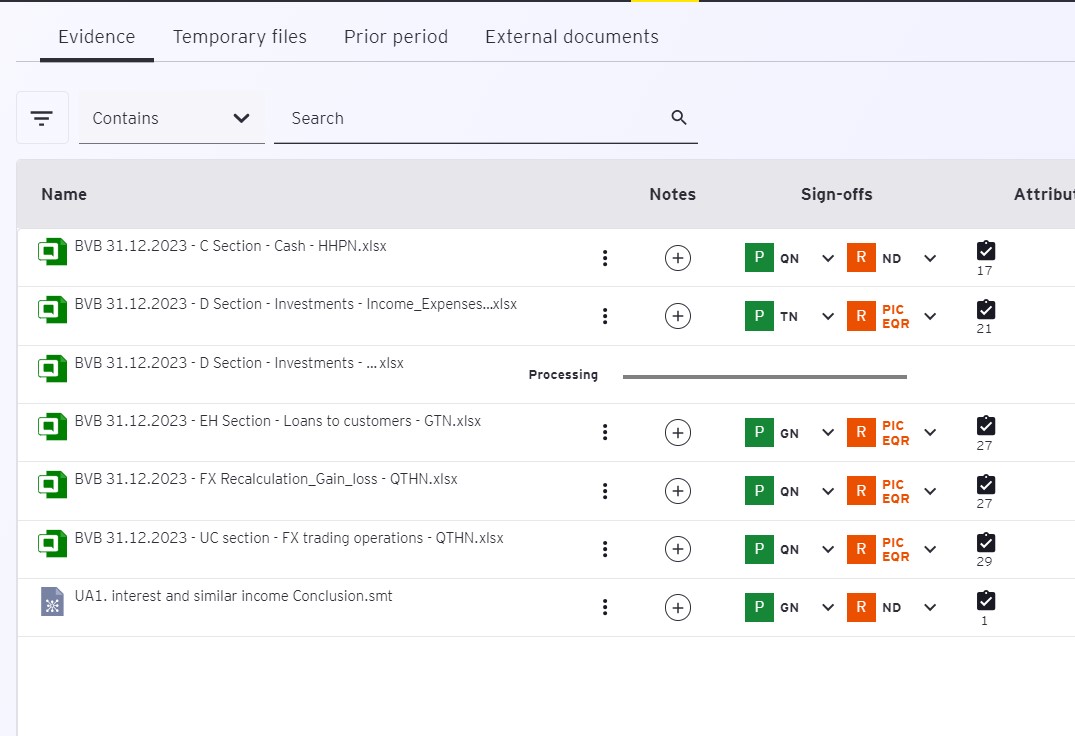 Evidence Temporary files Prior period External documents
Contains Search
Name Notes Sign-offs Attribut
BVB 31.12.2023 - C Section - Cash - HHPN.xlsx P QN R ND 17
BVB 31.12.2023 - D Section - Investments - Income_Expenses...xlsx P TN R PIC EQR 21
BVB 31.12.2023 - D Section - Investments - ...xlsx Processing
BVB 31.12.2023 - EH Section - Loans to customers - GTN.xlsx P GN R PIC EQR 27
BVB 31.12.2023 - FX Recalculation_Gain_loss - QTHN.xlsx P QN R PIC EQR 27
BVB 31.12.2023 - UC section - FX trading operations - QTHN.xlsx P QN R PIC EQR 29
UA1. interest and similar income Conclusion.smt P GN R ND 1